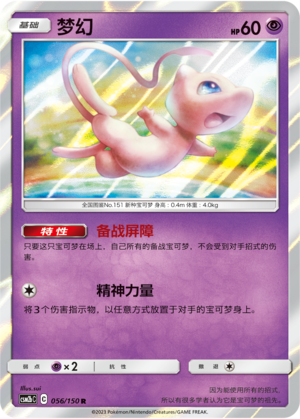 基础
梦幻
HP60
全国图鉴No.151 新种宝可梦 身高：0.4m 体重：4.0kg
特性 备战屏障
只要这只宝可梦在场上，自己所有的备战宝可梦，不会受到对手招式的伤害。
精神力量
将3个伤害指示物，以任意方式放置于对手的宝可梦身上。
弱点 ×2 抗性
Illus.sui
CSM2bC G 056/150 R
因为能使用所有的招式，
所以有很多学者认为它是宝可梦的先祖。
©2023 Pokémon/Nintendo/Creatures/GAME FREAK.